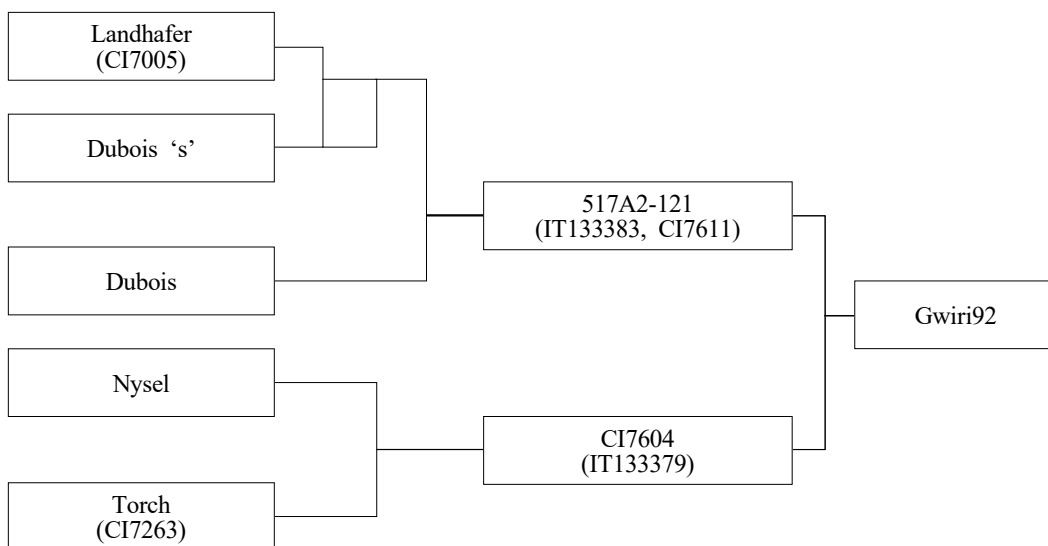 Landhafer
(CI7005)
Dubois ‘s’
517A2-121
(IT133383, CI7611)
Dubois
Gwiri92
Nysel
CI7604
(IT133379)
Torch
(CI7263)